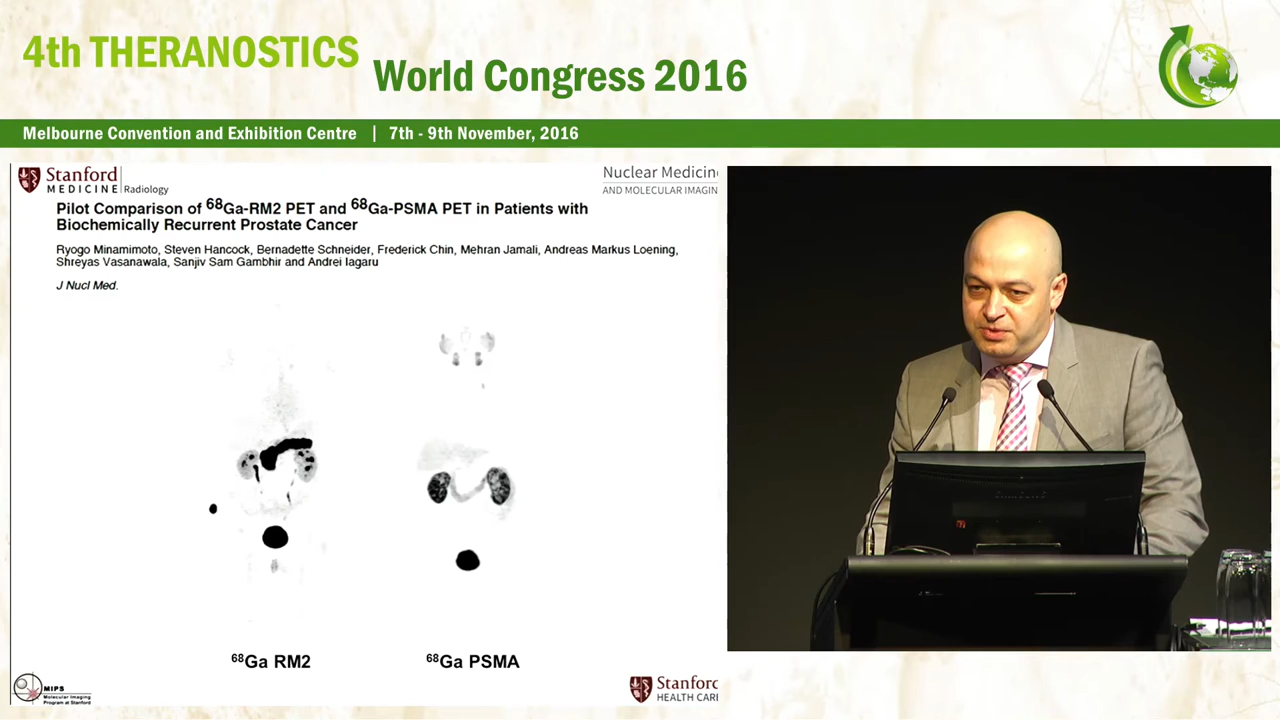 4th THERANOSTICS
World Congress 2016
Melbourne Convention and Exhibition Centre | 7th - 9th November, 2016
Stanford
MEDICINE | Radiology
Nuclear Medicin
AND MOLECULAR IMAGIN
Pilot Comparison of ⁶⁸Ga-RM2 PET and ⁶⁸Ga-PSMA PET in Patients with
Biochemically Recurrent Prostate Cancer
Ryogo Minamimoto, Steven Hancock, Bernadette Schneider, Frederick Chin, Mehran Jamali, Andreas Markus Loening,
Shreyas Vasanawala, Sanjiv Sam Gambhir and Andrei Iagaru
J Nucl Med.
⁶⁸Ga RM2
⁶⁸Ga PSMA
MIPS
Molecular Imaging
Program at Stanford
Stanford
HEALTH CARE